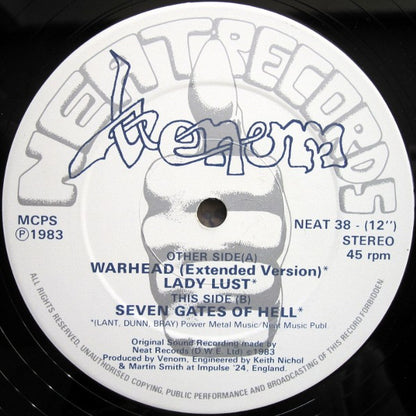 NEAT RECORDS
Venom
MCPS
Ⓟ1983
NEAT 38 - (12")
STEREO
45 rpm
OTHER SIDE(A)
WARHEAD (Extended Version)*
LADY LUST*
THIS SIDE (B)
SEVEN GATES OF HELL*
*(LANT, DUNN, BRAY) Power Metal Music/Neat Music Publ.
Original Sound Recording made by
Neat Records (D.W.E. Ltd) ©1983
Produced by Venom, Engineered by Keith Nichol
& Martin Smith at Impulse '24, England.
ALL RIGHTS RESERVED. UNAUTHORISED COPYING, PUBLIC PERFORMANCE AND BROADCASTING OF THIS RECORD FORBIDDEN.